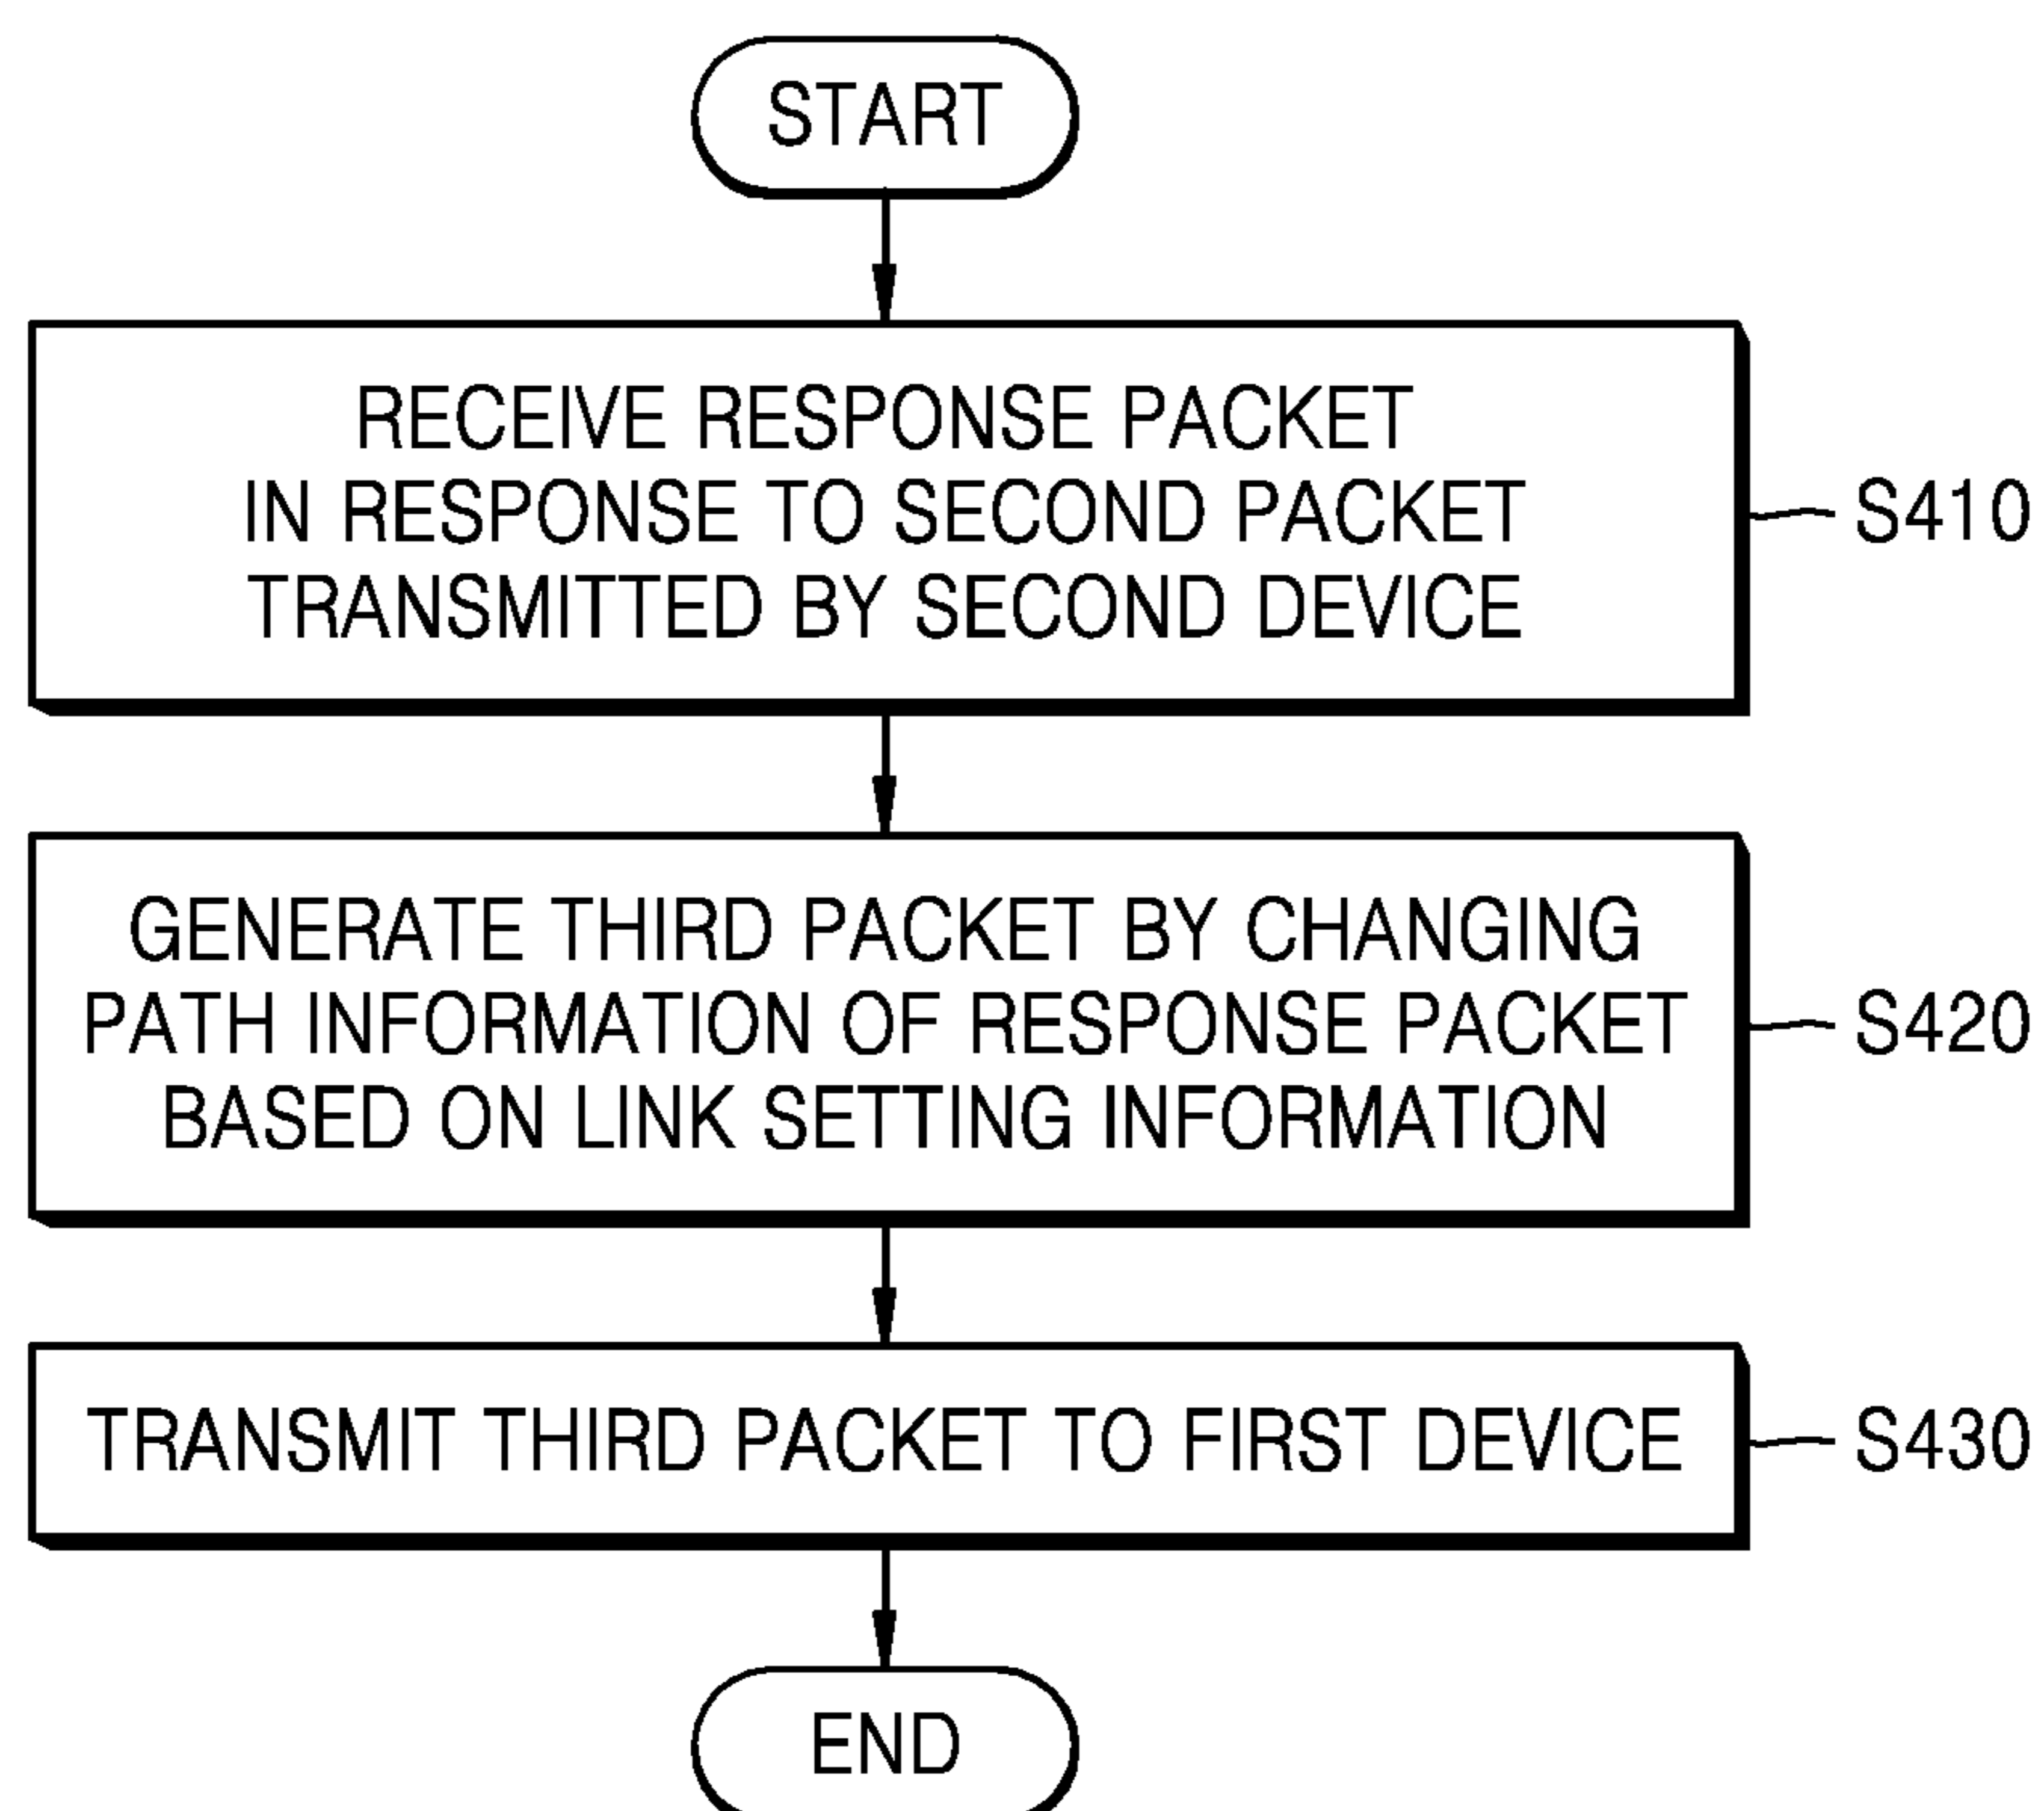 START
RECEIVE RESPONSE PACKET
IN RESPONSE TO SECOND PACKET
TRANSMITTED BY SECOND DEVICE
S410
GENERATE THIRD PACKET BY CHANGING
PATH INFORMATION OF RESPONSE PACKET
BASED ON LINK SETTING INFORMATION
S420
TRANSMIT THIRD PACKET TO FIRST DEVICE
S430
END